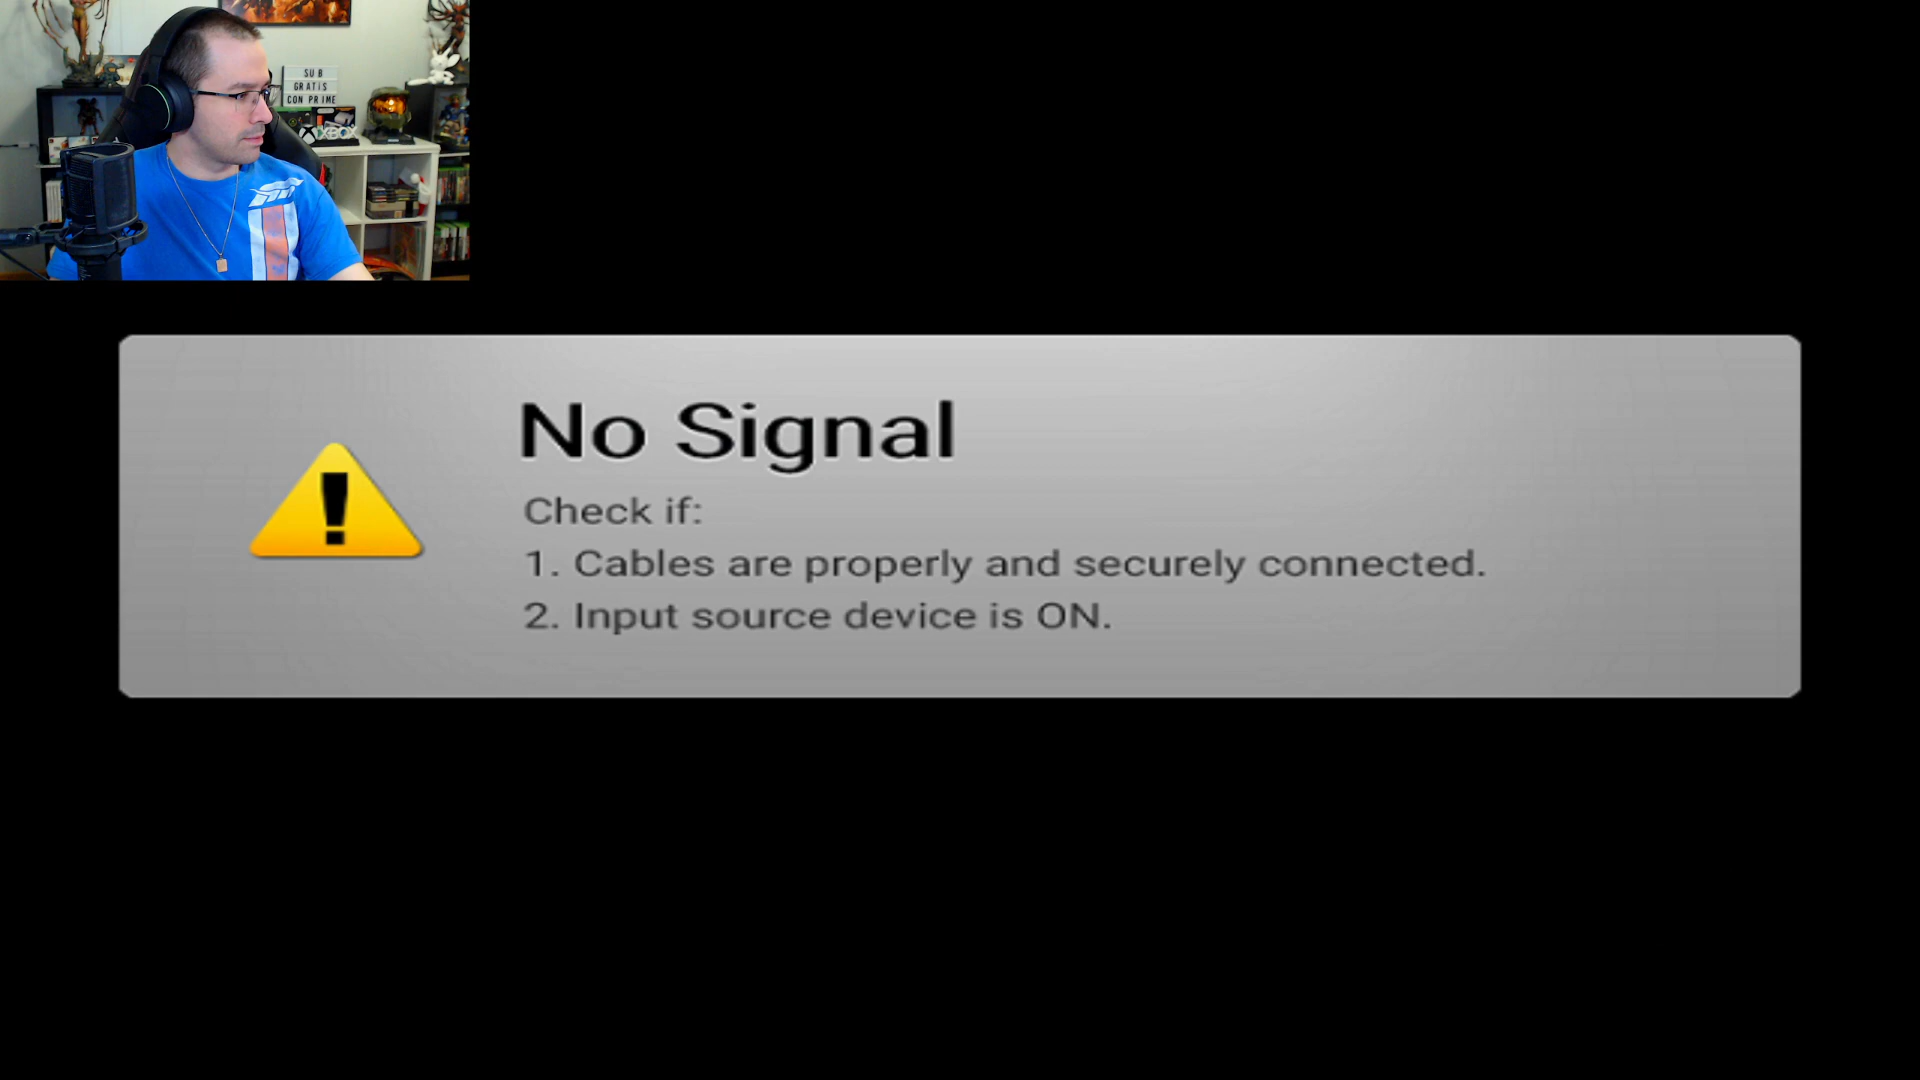 SUB
GRATIS
CON PRIME
XBOX
No Signal
Check if:
1. Cables are properly and securely connected.
2. Input source device is ON.